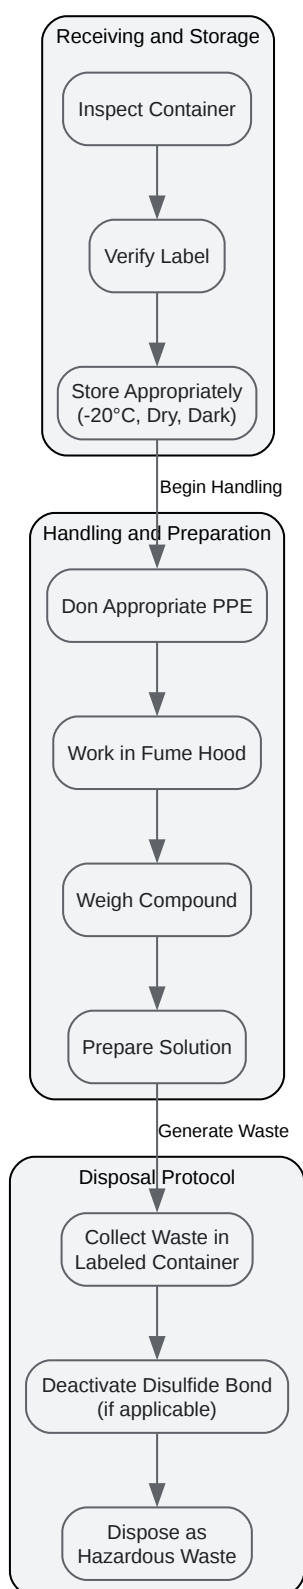 Receiving and Storage
Inspect Container
Verify Label
Store Appropriately
(-20°C, Dry, Dark)
Begin Handling
Handling and Preparation
Don Appropriate PPE
Work in Fume Hood
Weigh Compound
Prepare Solution
Generate Waste
Disposal Protocol
Collect Waste in
Labeled Container
Deactivate Disulfide Bond
(if applicable)
Dispose as
Hazardous Waste